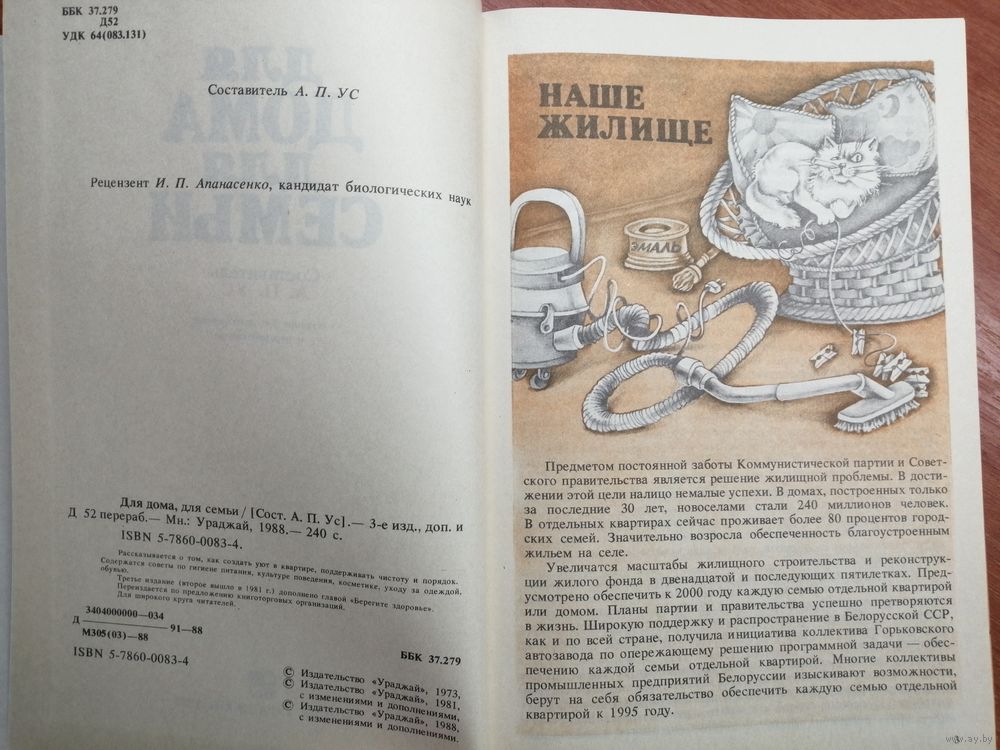 ББК 37.279
Д52
УДК 64(083.131)
Составитель А. П. УС
Рецензент И. П. Апанасенко, кандидат биологических наук
Для дома, для семьи / [Сост. А. П. Ус].— 3-е изд., доп. и
Д 52 перераб.— Мн.: Ураджай, 1988.— 240 с.
ISBN 5-7860-0083-4.
Рассказывается о том, как создать уют в квартире, поддерживать чистоту и порядок.
Содержатся советы по гигиене питания, культуре поведения, косметике, уходу за одеждой,
обувью.
Третье издание (второе вышло в 1981 г.) дополнено главой «Берегите здоровье».
Переиздается по предложению книготорговых организаций.
Для широкого круга читателей.
3404000000—034
Д 91—88
М305(03)—88
ББК 37.279
ISBN 5-7860-0083-4
© Издательство «Ураджай», 1973,
© Издательство «Ураджай», 1981,
с изменениями и дополнениями,
© Издательство «Ураджай», 1988,
с изменениями и дополнениями.
НАШЕ
ЖИЛИЩЕ
ЭМАЛЬ
Предметом постоянной заботы Коммунистической партии и Совет-
ского правительства является решение жилищной проблемы. В дости-
жении этой цели налицо немалые успехи. В домах, построенных только
за последние 30 лет, новоселами стали 240 миллионов человек.
В отдельных квартирах сейчас проживает более 80 процентов город-
ских семей. Значительно возросла обеспеченность благоустроенным
жильем на селе.
Увеличатся масштабы жилищного строительства и реконструк-
ции жилого фонда в двенадцатой и последующих пятилетках. Пред-
усмотрено обеспечить к 2000 году каждую семью отдельной квартирой
или домом. Планы партии и правительства успешно претворяются
в жизнь. Широкую поддержку и распространение в Белорусской ССР,
как и по всей стране, получила инициатива коллектива Горьковского
автозавода по опережающему решению программной задачи — обес-
печению каждой семьи отдельной квартирой. Многие коллективы
промышленных предприятий Белоруссии изыскивают возможности,
берут на себя обязательство обеспечить каждую семью отдельной
квартирой к 1995 году.
3
www.ay.by